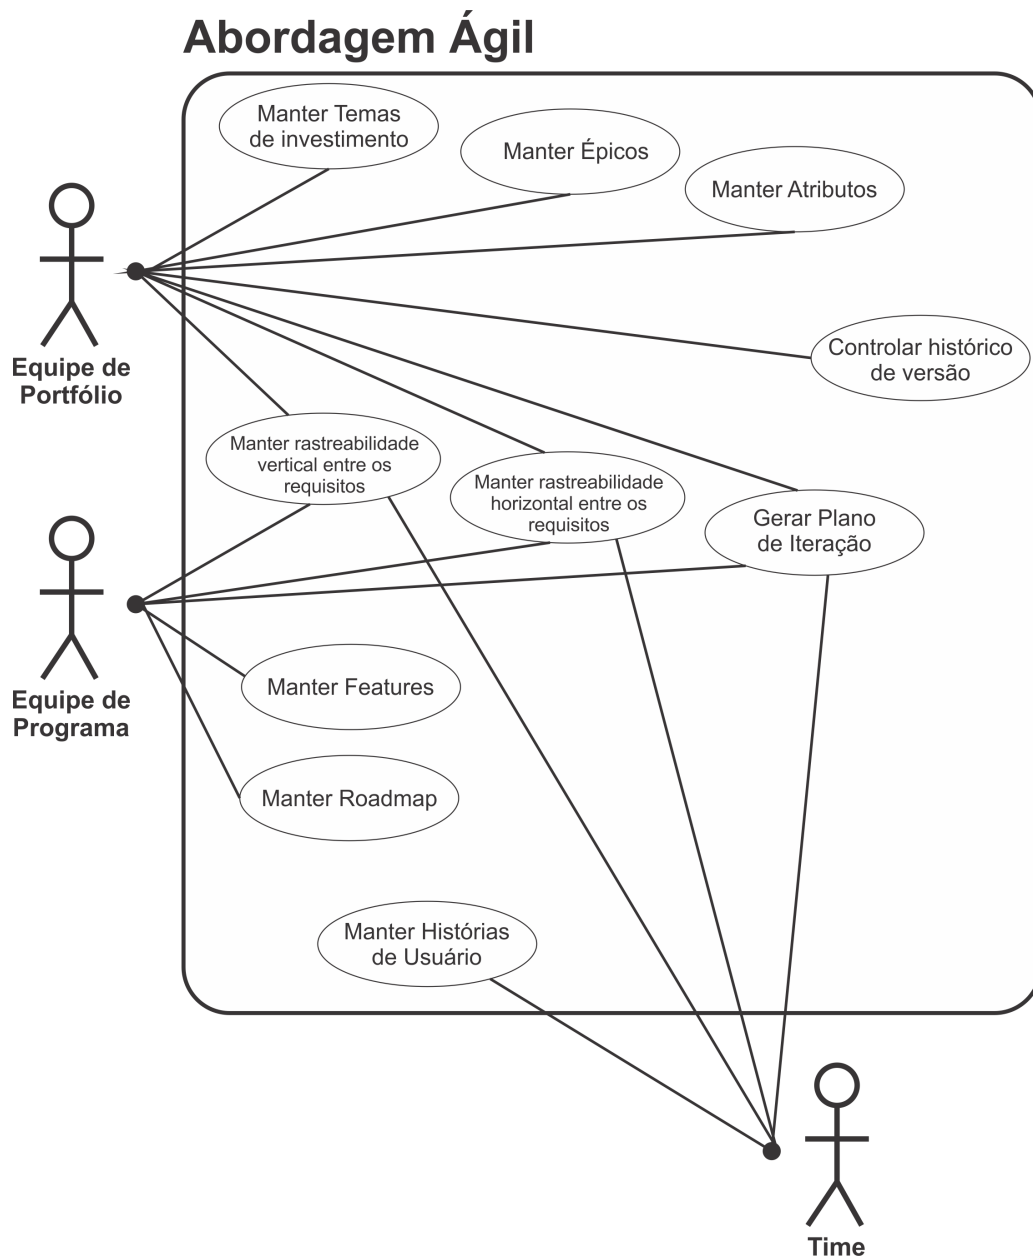 Abordagem Ágil
Manter Temas
de investimento
Manter Épicos
Manter Atributos
Equipe de
Portfólio
Controlar histórico
de versão
Manter rastreabilidade
vertical entre os
requisitos
Manter rastreabilidade
horizontal entre os
requisitos
Gerar Plano
de Iteração
Equipe de
Programa
Manter Features
Manter Roadmap
Manter Histórias
de Usuário
Time